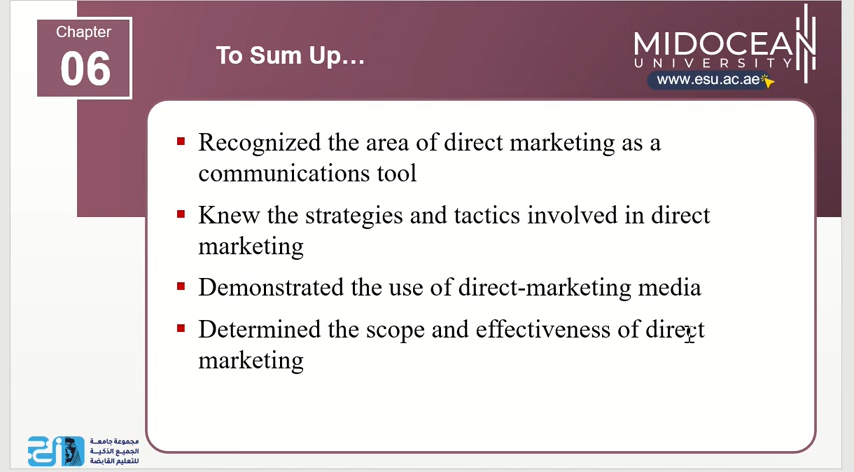 Chapter
06
To Sum Up...
MIDOCEAN
UNIVERSITY
www.esu.ac.ae
Recognized the area of direct marketing as a
communications tool
Knew the strategies and tactics involved in direct
marketing
Demonstrated the use of direct-marketing media
Determined the scope and effectiveness of direct
marketing
مجموعة جامعة
الجميع الذكية
للتعليم القابضة